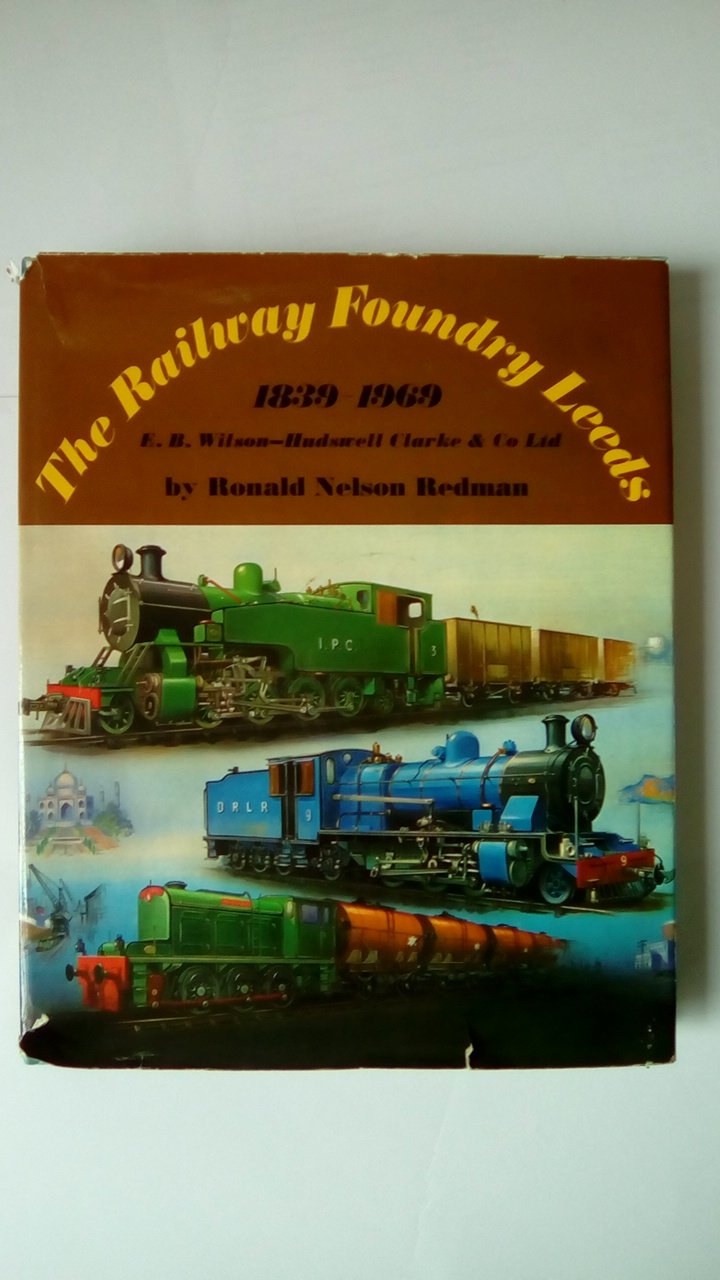 The Railway Foundry Leeds
1839-1969
E. B. Wilson—Hudswell Clarke & Co Ltd
by Ronald Nelson Redman
I.P.C.
3
D R L R
9
9